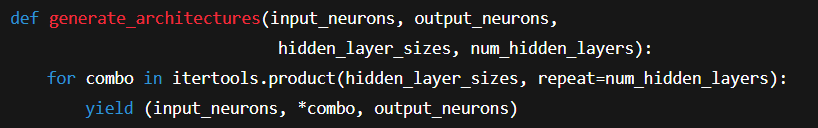 def generate_architectures(input_neurons, output_neurons,
                           hidden_layer_sizes, num_hidden_layers):
    for combo in itertools.product(hidden_layer_sizes, repeat=num_hidden_layers):
        yield (input_neurons, *combo, output_neurons)